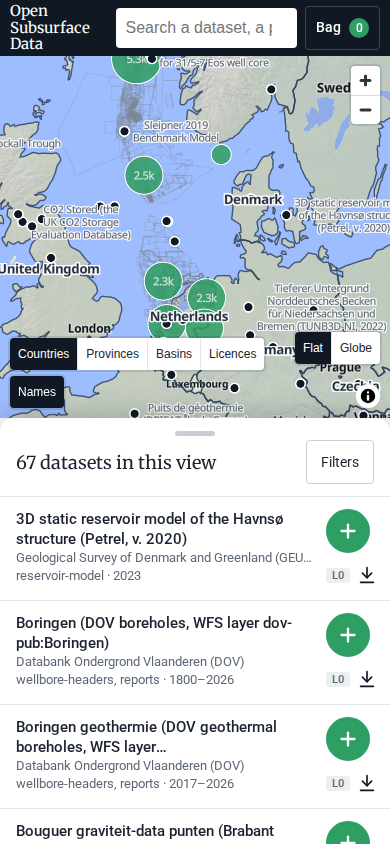 Open
Subsurface
Data
Search a dataset, a p
Bag 0
5.3k
for 31/5-7 Eos well core
Swed
Sleipner 2019
Benchmark Model
ockall Trough
2.5k
Denmark
3D static reservoir m
of the Havnsø struc
(Petrel, v. 2020)
CO2 Stored (the
UK CO2 Storage
Evaluation Database)
United Kingdom
2.3k
2.3k
Tieferer Untergrund
Norddeutsches Becken
für Niedersachsen und
Bremen (TUNB3D-NI, 2022)
Netherlands
London
Countries
Provinces
Basins
Licences
many
Flat
Globe
Prague
Names
Luxembourg
Czechia
Puits de géothermie
67 datasets in this view
Filters
3D static reservoir model of the Havnsø
structure (Petrel, v. 2020)
Geological Survey of Denmark and Greenland (GEU…
reservoir-model · 2023
L0
Boringen (DOV boreholes, WFS layer dov-
pub:Boringen)
Databank Ondergrond Vlaanderen (DOV)
wellbore-headers, reports · 1800–2026
L0
Boringen geothermie (DOV geothermal
boreholes, WFS layer…
Databank Ondergrond Vlaanderen (DOV)
wellbore-headers, reports · 2017–2026
L0
Bouguer graviteit-data punten (Brabant